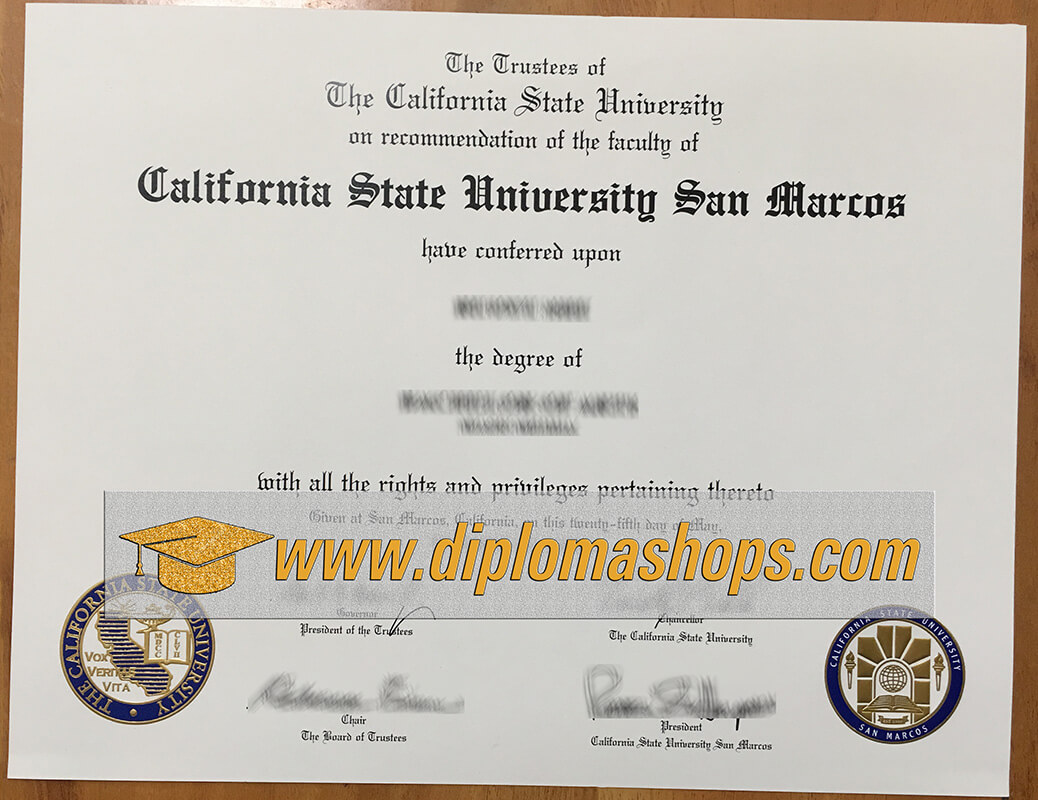 The Trustees of
The California State University
on recommendation of the faculty of
California State University San Marcos
have conferred upon
the degree of
BACHELOR OF ARTS
with all the rights and privileges pertaining thereto
Given at San Marcos, California, on this twenty-fifth day of May,
www.diplomashops.com
Governor
President of the Trustees
Chancellor
The California State University
THE CALIFORNIA STATE UNIVERSITY
VOX
VERITAS
VITA
MDCCCLVII
CALIFORNIA STATE UNIVERSITY
SAN MARCOS
Chair
The Board of Trustees
President
California State University San Marcos